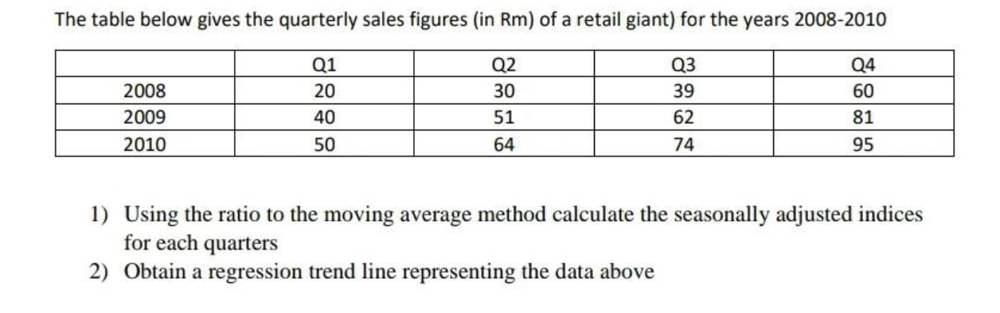 The table below gives the quarterly sales figures (in Rm) of a retail giant) for the years 2008-2010
Q1 Q2 Q3 Q4
2008 20 30 39 60
2009 40 51 62 81
2010 50 64 74 95
1) Using the ratio to the moving average method calculate the seasonally adjusted indices
for each quarters
2) Obtain a regression trend line representing the data above